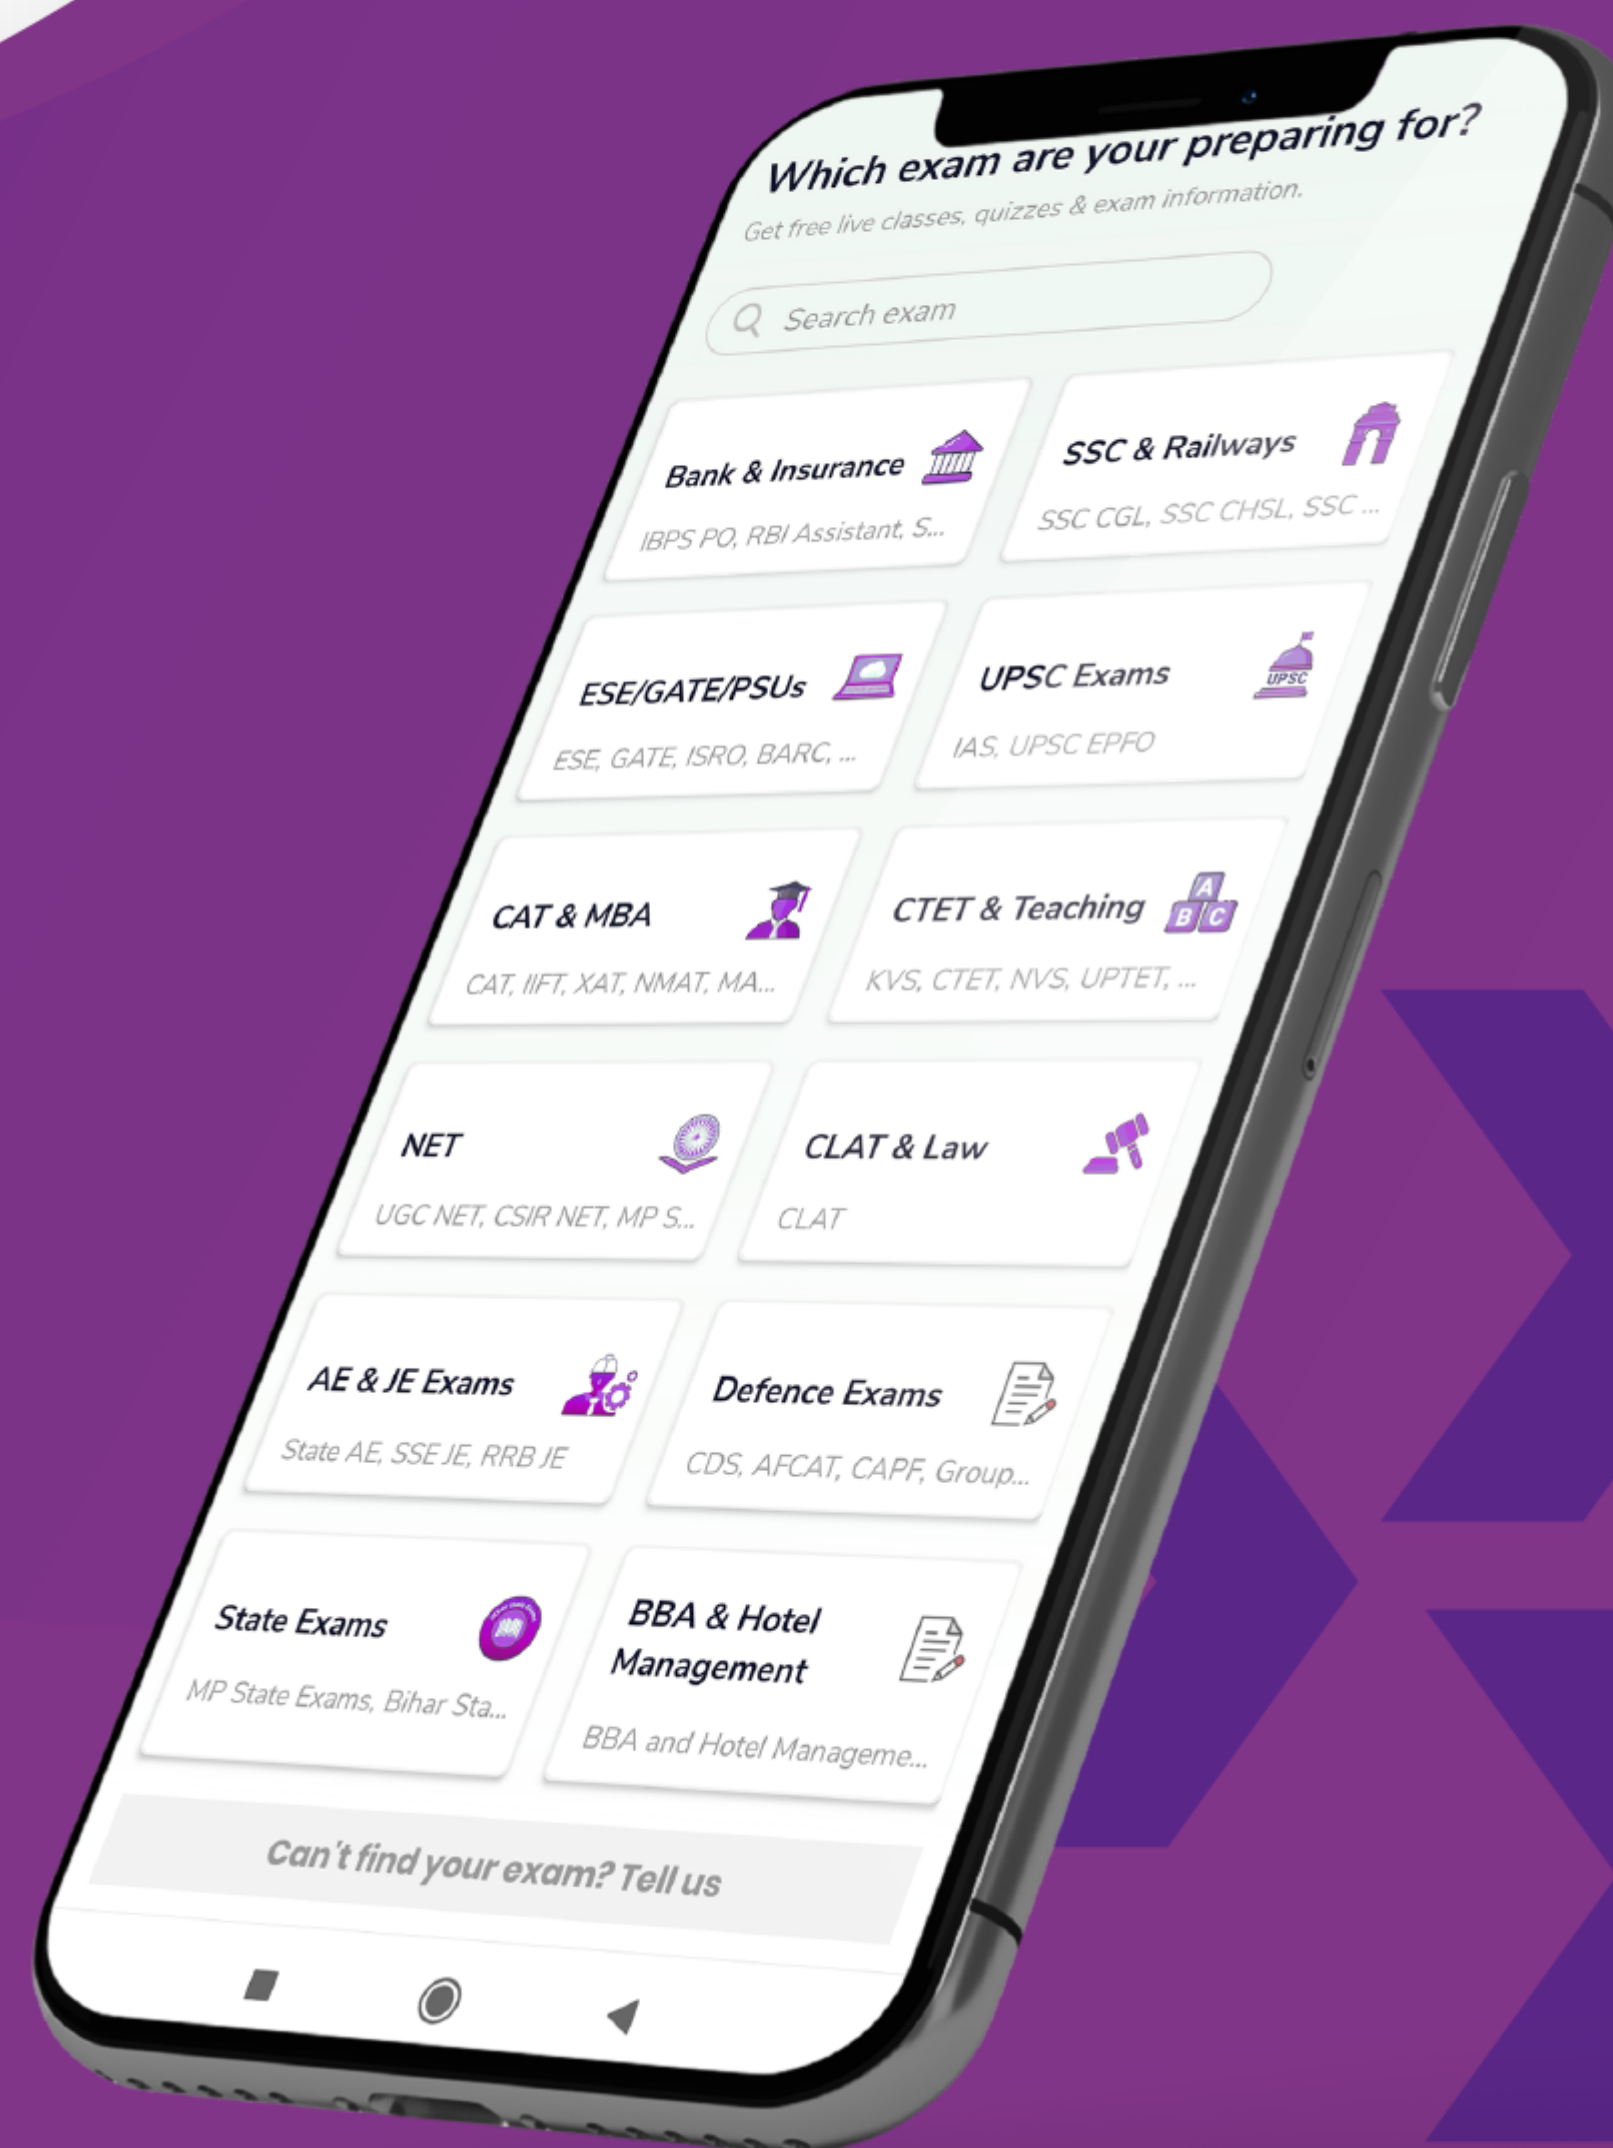 Which exam are your preparing for?
Get free live classes, quizzes & exam information.
Search exam
Bank & Insurance
IBPS PO, RBI Assistant, S...
SSC & Railways
SSC CGL, SSC CHSL, SSC ...
ESE/GATE/PSUs
ESE, GATE, ISRO, BARC, ...
UPSC Exams
UPSC
IAS, UPSC EPFO
CAT & MBA
CAT, IIFT, XAT, NMAT, MA...
CTET & Teaching
A
B C
KVS, CTET, NVS, UPTET, ...
NET
UGC NET, CSIR NET, MP S...
CLAT & Law
CLAT
AE & JE Exams
State AE, SSE JE, RRB JE
Defence Exams
CDS, AFCAT, CAPF, Group...
State Exams
MP State Exams, Bihar Sta...
BBA & Hotel
Management
BBA and Hotel Manageme...
Can't find your exam? Tell us